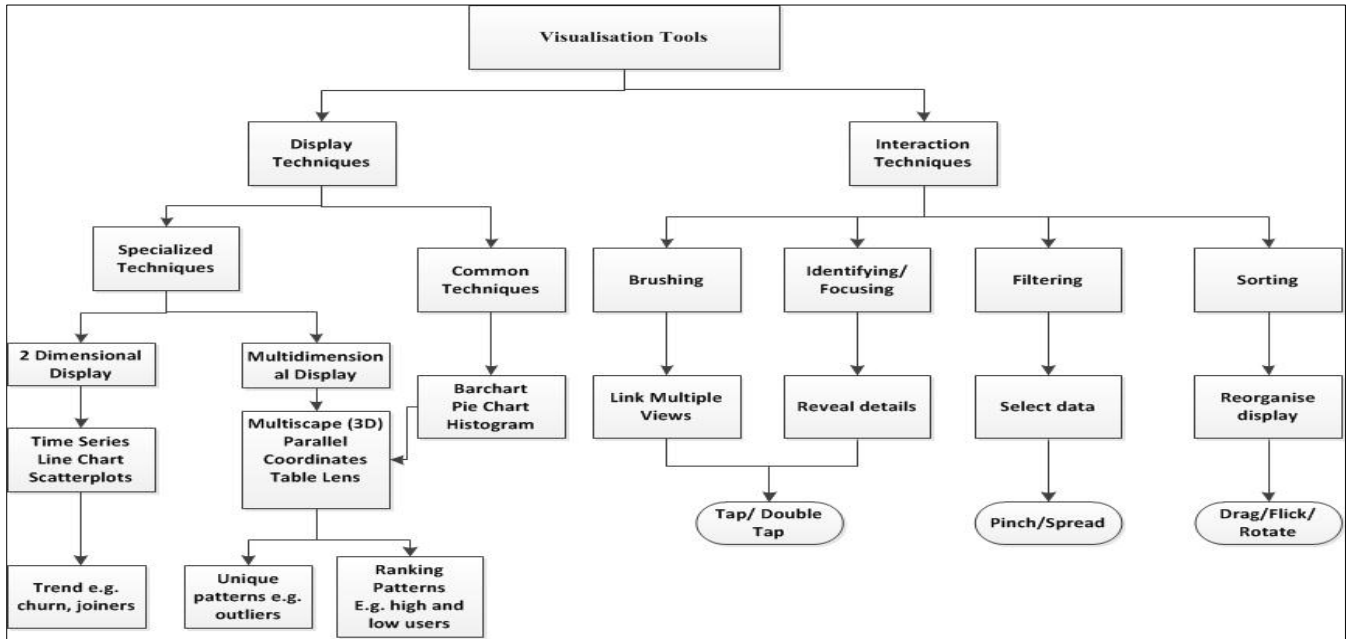 Visualisation Tools
Display
Techniques
Interaction
Techniques
Specialized
Techniques
Common
Techniques
Brushing
Identifying/
Focusing
Filtering
Sorting
2 Dimensional
Display
Multidimension
al Display
Barchart
Pie Chart
Histogram
Link Multiple
Views
Reveal details
Select data
Reorganise
display
Time Series
Line Chart
Scatterplots
Multiscape (3D)
Parallel
Coordinates
Table Lens
Tap/ Double
Tap
Pinch/Spread
Drag/Flick/
Rotate
Trend e.g.
churn, joiners
Unique
patterns e.g.
outliers
Ranking
Patterns
E.g. high and
low users